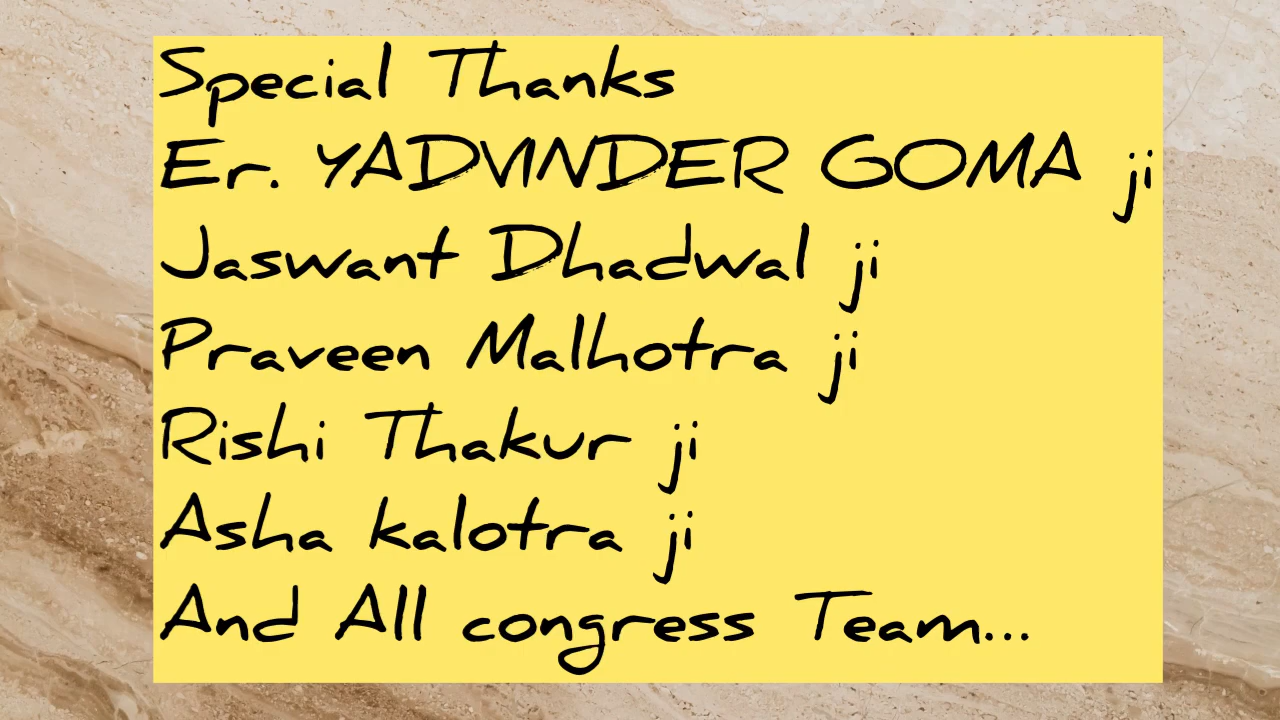 Special Thanks
Er. YADVINDER GOMA ji
Jaswant Dhadwal ji
Praveen Malhotra ji
Rishi Thakur ji
Asha kalotra ji
And All congress Team...